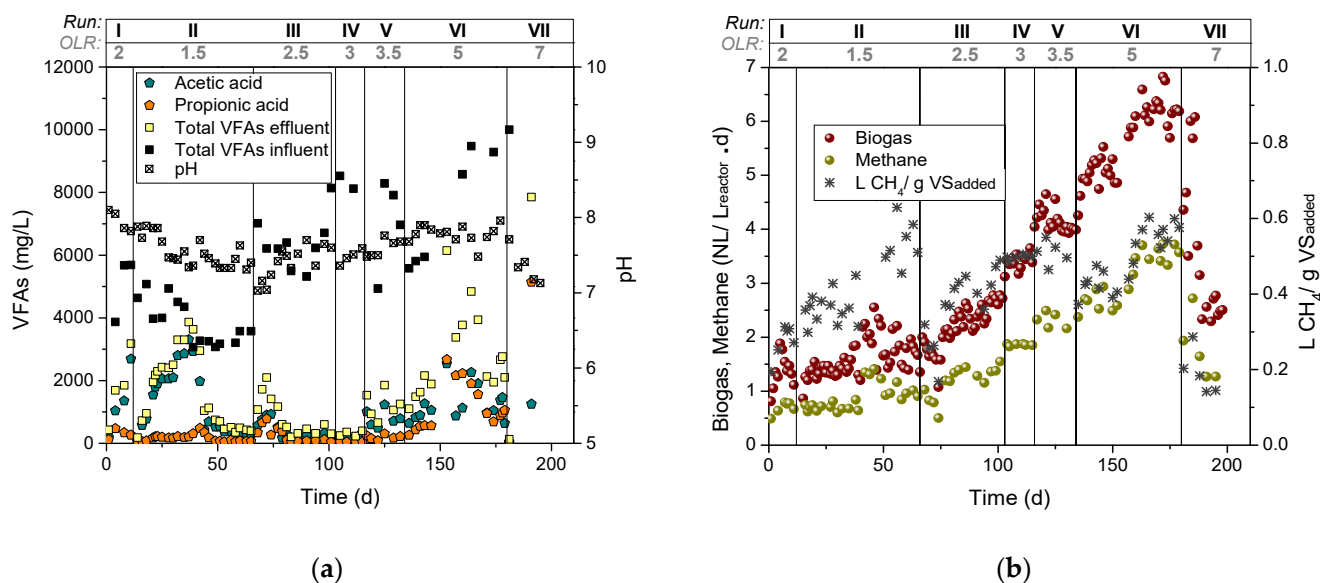 Run: I II III IV V VI VII
OLR: 2 1.5 2.5 3 3.5 5 7
12000
10000
8000
6000
4000
2000
0
VFAs (mg/L)
Acetic acid
Propionic acid
Total VFAs effluent
Total VFAs influent
pH
10
9
8
7
6
5
pH
0 50 100 150 200
Time (d)
(a)
Run: I II III IV V VI VII
OLR: 2 1.5 2.5 3 3.5 5 7
7
6
5
4
3
2
1
0
Biogas, Methane (NL/ Lreactor .d)
Biogas
Methane
L CH4/ g VSadded
1.0
0.8
0.6
0.4
0.2
0.0
L CH4/ g VSadded
0 50 100 150 200
Time (d)
(b)